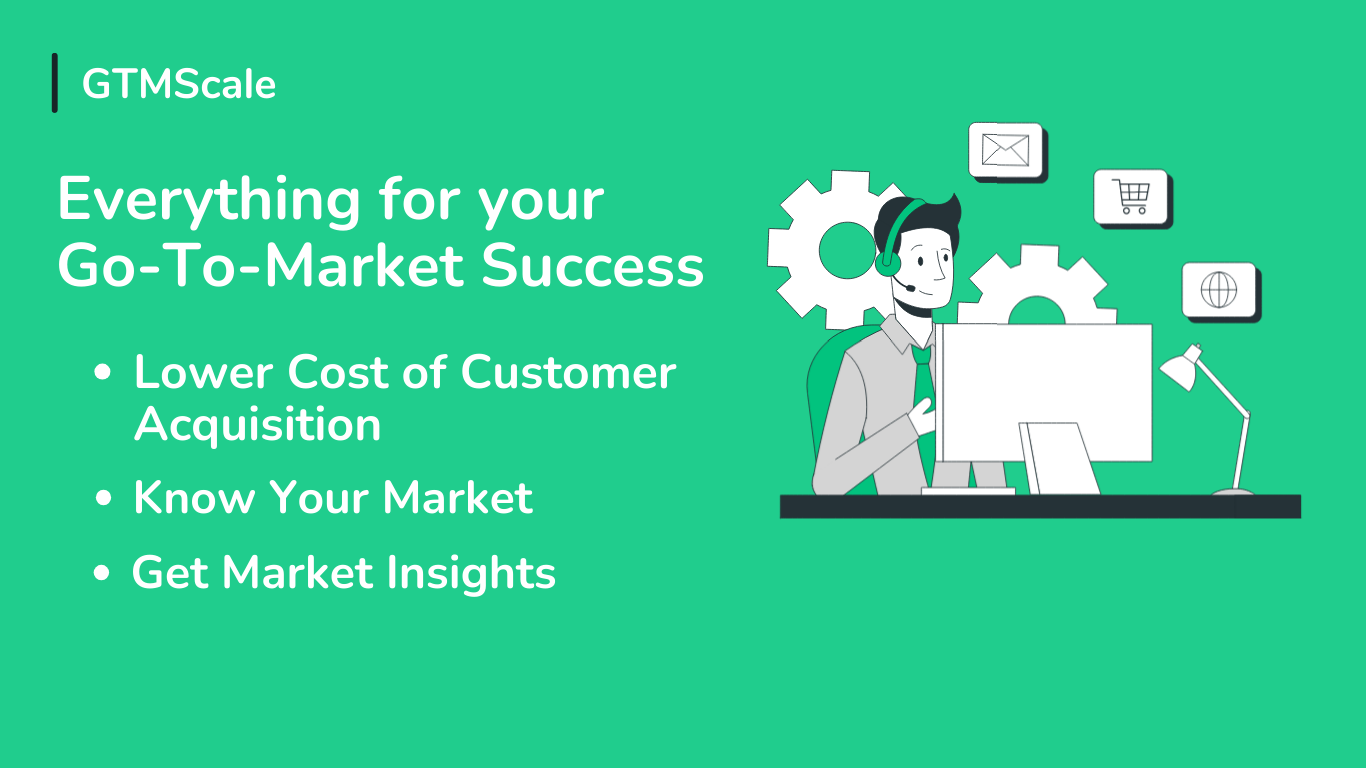 GTMScale
Everything for your
Go-To-Market Success
• Lower Cost of Customer
Acquisition
• Know Your Market
• Get Market Insights